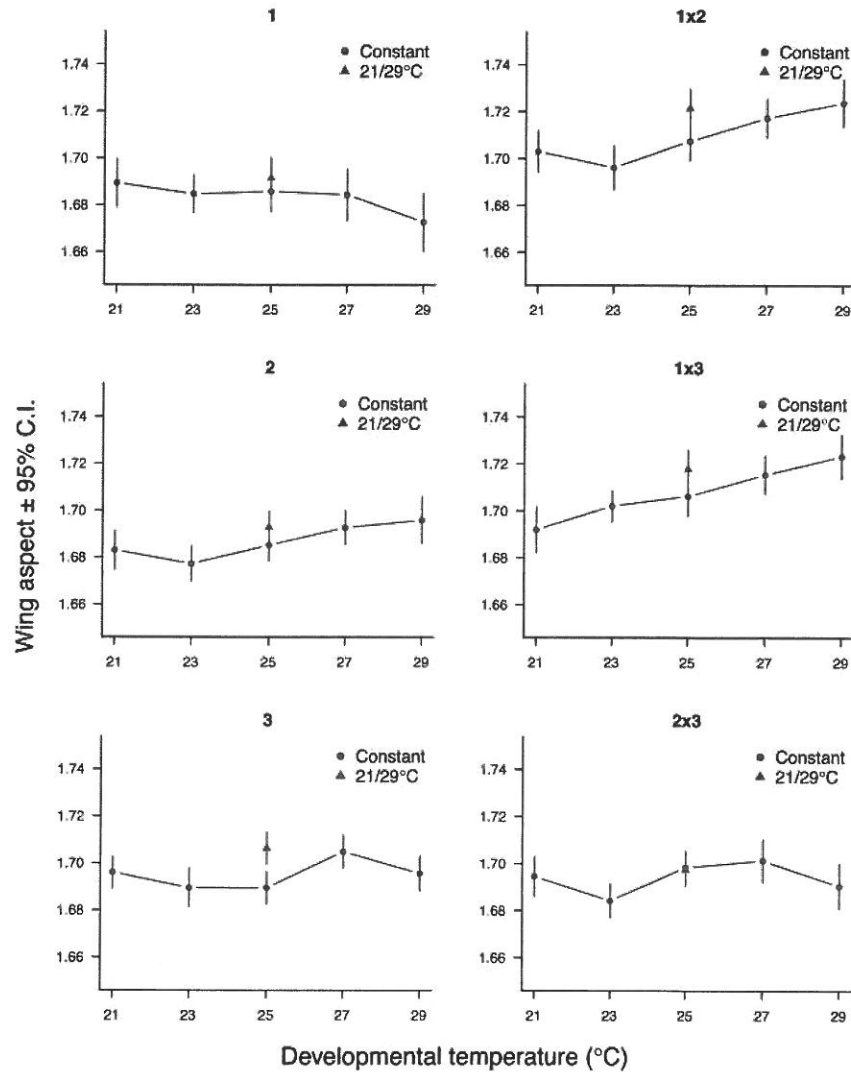 1
Constant
21/29°C
1.74
1.72
1.70
1.68
1.66
21 23 25 27 29
1x2
Constant
21/29°C
1.74
1.72
1.70
1.68
1.66
21 23 25 27 29
2
Constant
21/29°C
1.74
1.72
1.70
1.68
1.66
21 23 25 27 29
1x3
Constant
21/29°C
1.74
1.72
1.70
1.68
1.66
21 23 25 27 29
3
Constant
21/29°C
1.74
1.72
1.70
1.68
1.66
21 23 25 27 29
2x3
Constant
21/29°C
1.74
1.72
1.70
1.68
1.66
21 23 25 27 29
Wing aspect ± 95% C.I.
Developmental temperature (°C)